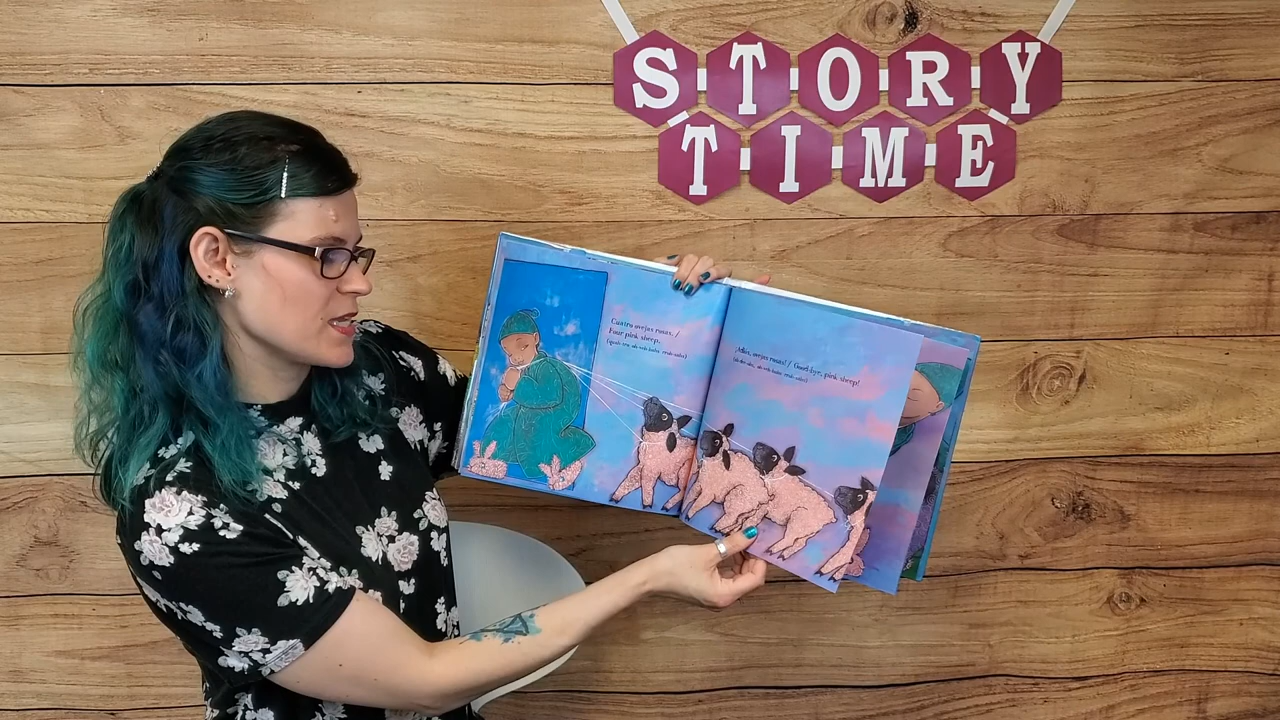 STORY
TIME
Cuatro ovejas rosas. /
Four pink sheep.
¡Adiós, ovejas rosas! / Good-bye, pink sheep!